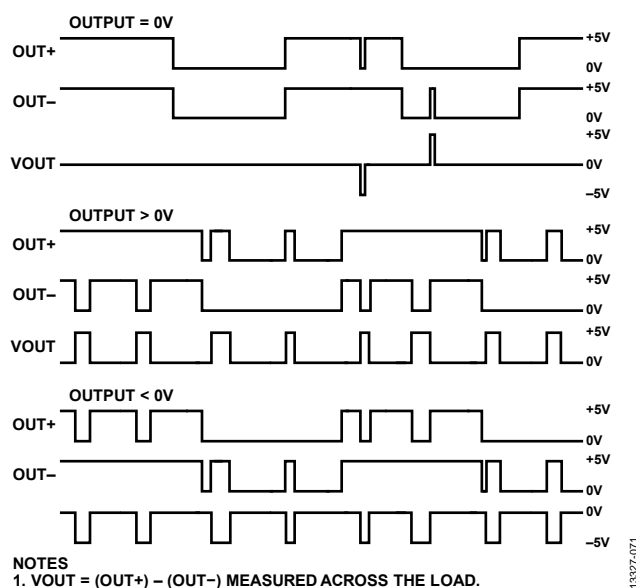 OUTPUT = 0V
OUT+
+5V
0V
OUT−
+5V
0V
VOUT
+5V
0V
−5V
OUTPUT > 0V
OUT+
+5V
0V
OUT−
+5V
0V
VOUT
+5V
0V
OUTPUT < 0V
OUT+
+5V
0V
OUT−
+5V
0V
0V
−5V
NOTES
1. VOUT = (OUT+) – (OUT−) MEASURED ACROSS THE LOAD.
13327-071